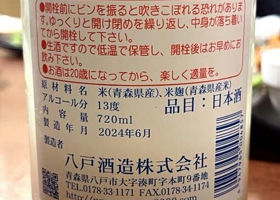 開栓前にビンを振ると吹きこぼれる恐れがあります。
ゆっくりと開け閉めを繰り返し、中身が落ち着いてから開栓して下さい。
●生酒ですので低温で保管し、開栓後はお早めにお飲み下さい。
●お酒は20歳になってから、楽しく適量を。
原材料名 米(青森県産)、米麹(青森県産米)
アルコール分 13度
品目:日本酒
内容量 720ml
製造年月 2024年6月
製造者
八戸酒造株式会社
青森県八戸市大字湊町字本町9番地
TEL.0178-33-1171 FAX.0178-34-1174